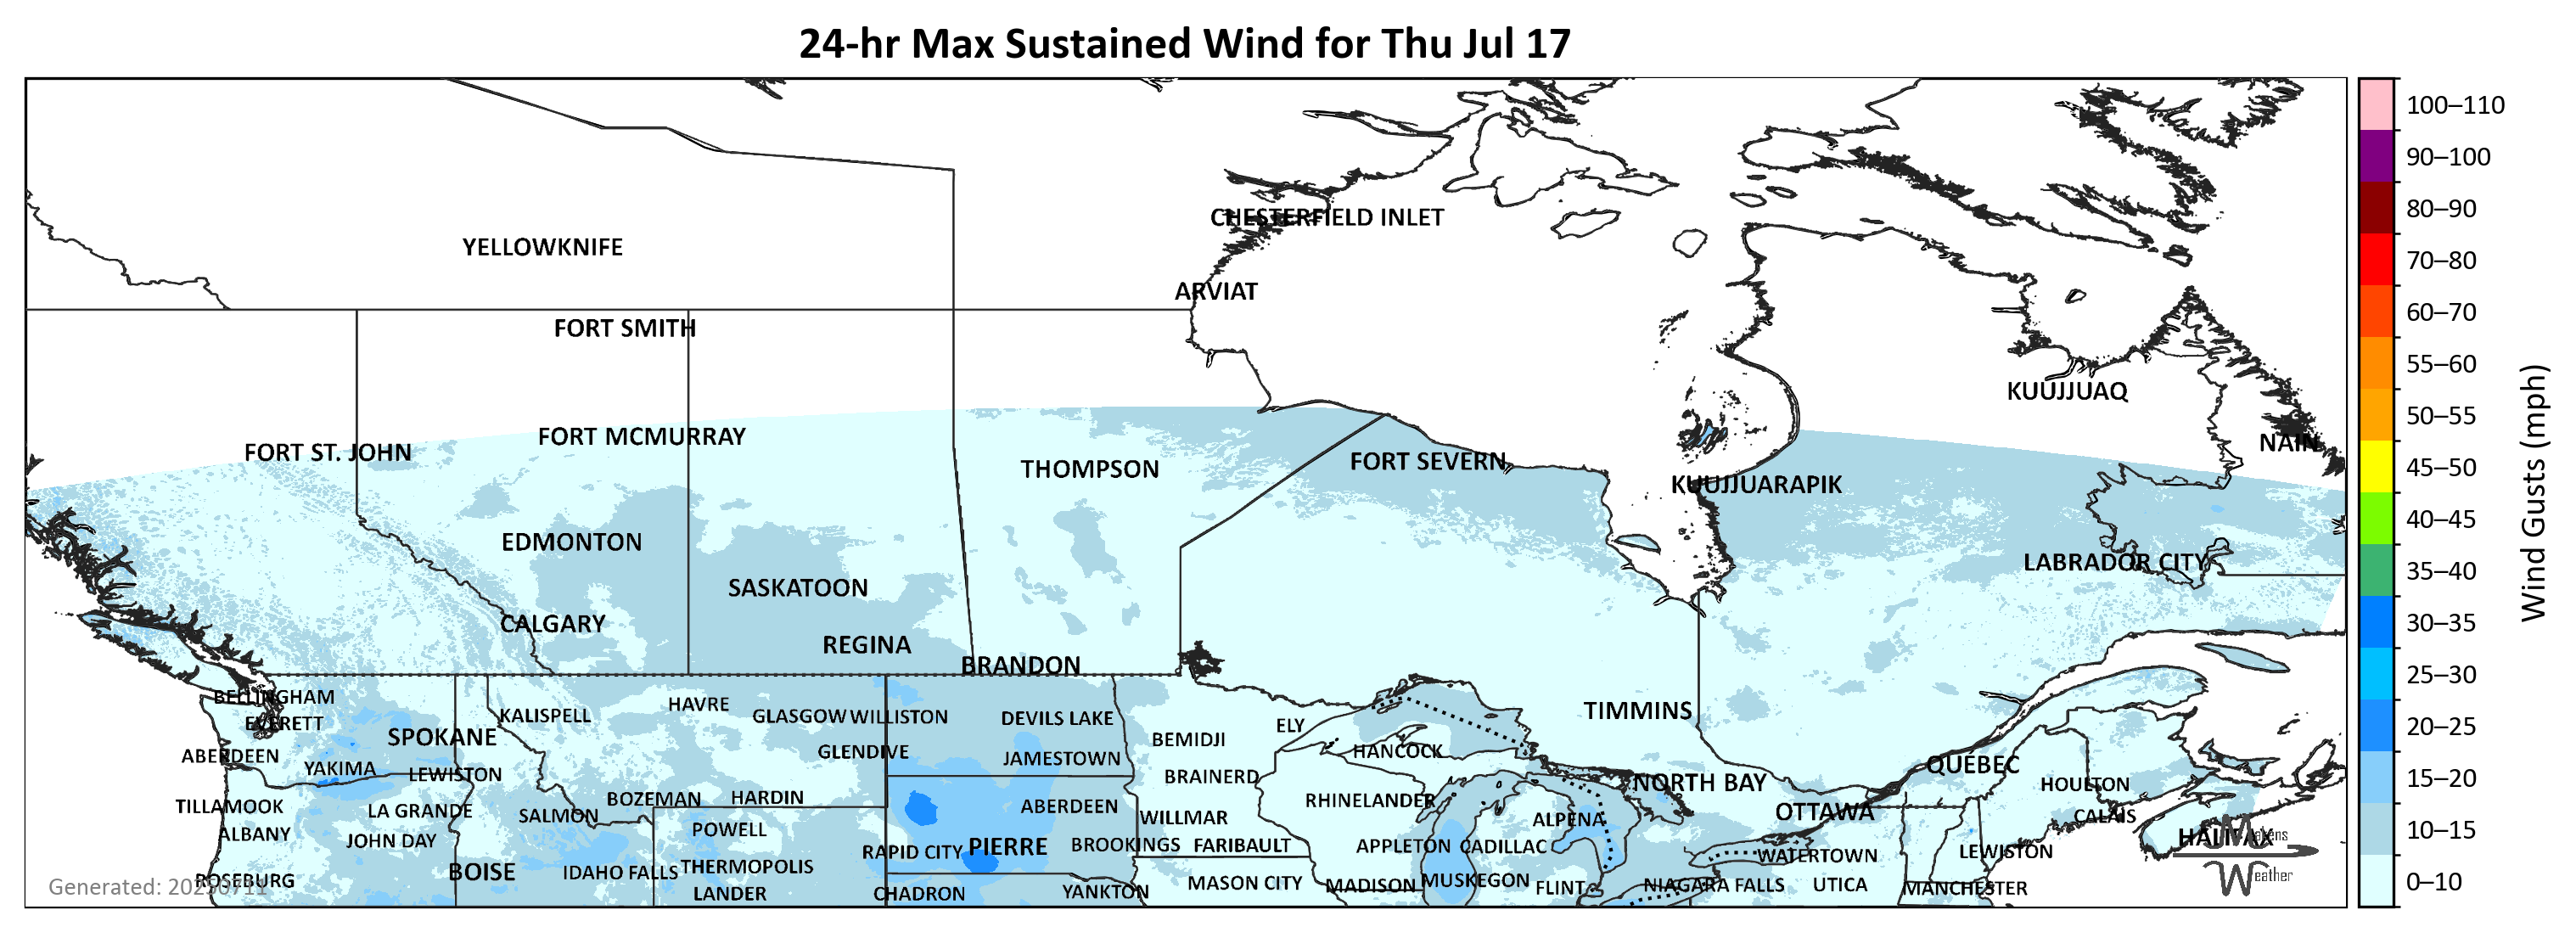 24-hr Max Sustained Wind for Thu Jul 17
100–110
90–100
80–90
70–80
60–70
55–60
50–55
45–50
40–45
35–40
30–35
25–30
20–25
15–20
10–15
0–10
Wind Gusts (mph)
CHESTERFIELD INLET
YELLOWKNIFE
ARVIAT
FORT SMITH
KUUJJUAQ
FORT MCMURRAY
NAIN
FORT ST. JOHN
FORT SEVERN
THOMPSON
KUUJJUARAPIK
EDMONTON
LABRADOR CITY
SASKATOON
CALGARY
REGINA
BRANDON
BELLINGHAM
HAVRE
TIMMINS
KALISPELL
GLASGOW
WILLISTON
DEVILS LAKE
EVERETT
ELY
SPOKANE
BEMIDJI
GLENDIVE
HANCOCK
ABERDEEN
JAMESTOWN
QUÉBEC
YAKIMA
LEWISTON
BRAINERD
NORTH BAY
HOULTON
BOZEMAN
HARDIN
RHINELANDER
TILLAMOOK
LA GRANDE
ABERDEEN
OTTAWA
SALMON
CALAIS
WILLMAR
ALPENA
ALBANY
POWELL
HALIFAX
JOHN DAY
PIERRE
BROOKINGS
FARIBAULT
APPLETON
CADILLAC
RAPID CITY
LEWISTON
WATERTOWN
BOISE
IDAHO FALLS
THERMOPOLIS
ROSEBURG
MUSKEGON
MASON CITY
MADISON
FLINT
NIAGARA FALLS
UTICA
MANCHESTER
LANDER
CHADRON
YANKTON
Generated: 20250711
Weather